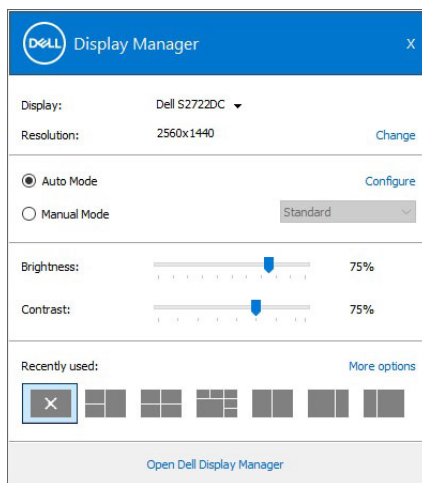 DELL Display Manager X
Display: Dell S2722DC
Resolution: 2560x1440 Change
Auto Mode Configure
Manual Mode Standard
Brightness: 75%
Contrast: 75%
Recently used: More options
Open Dell Display Manager